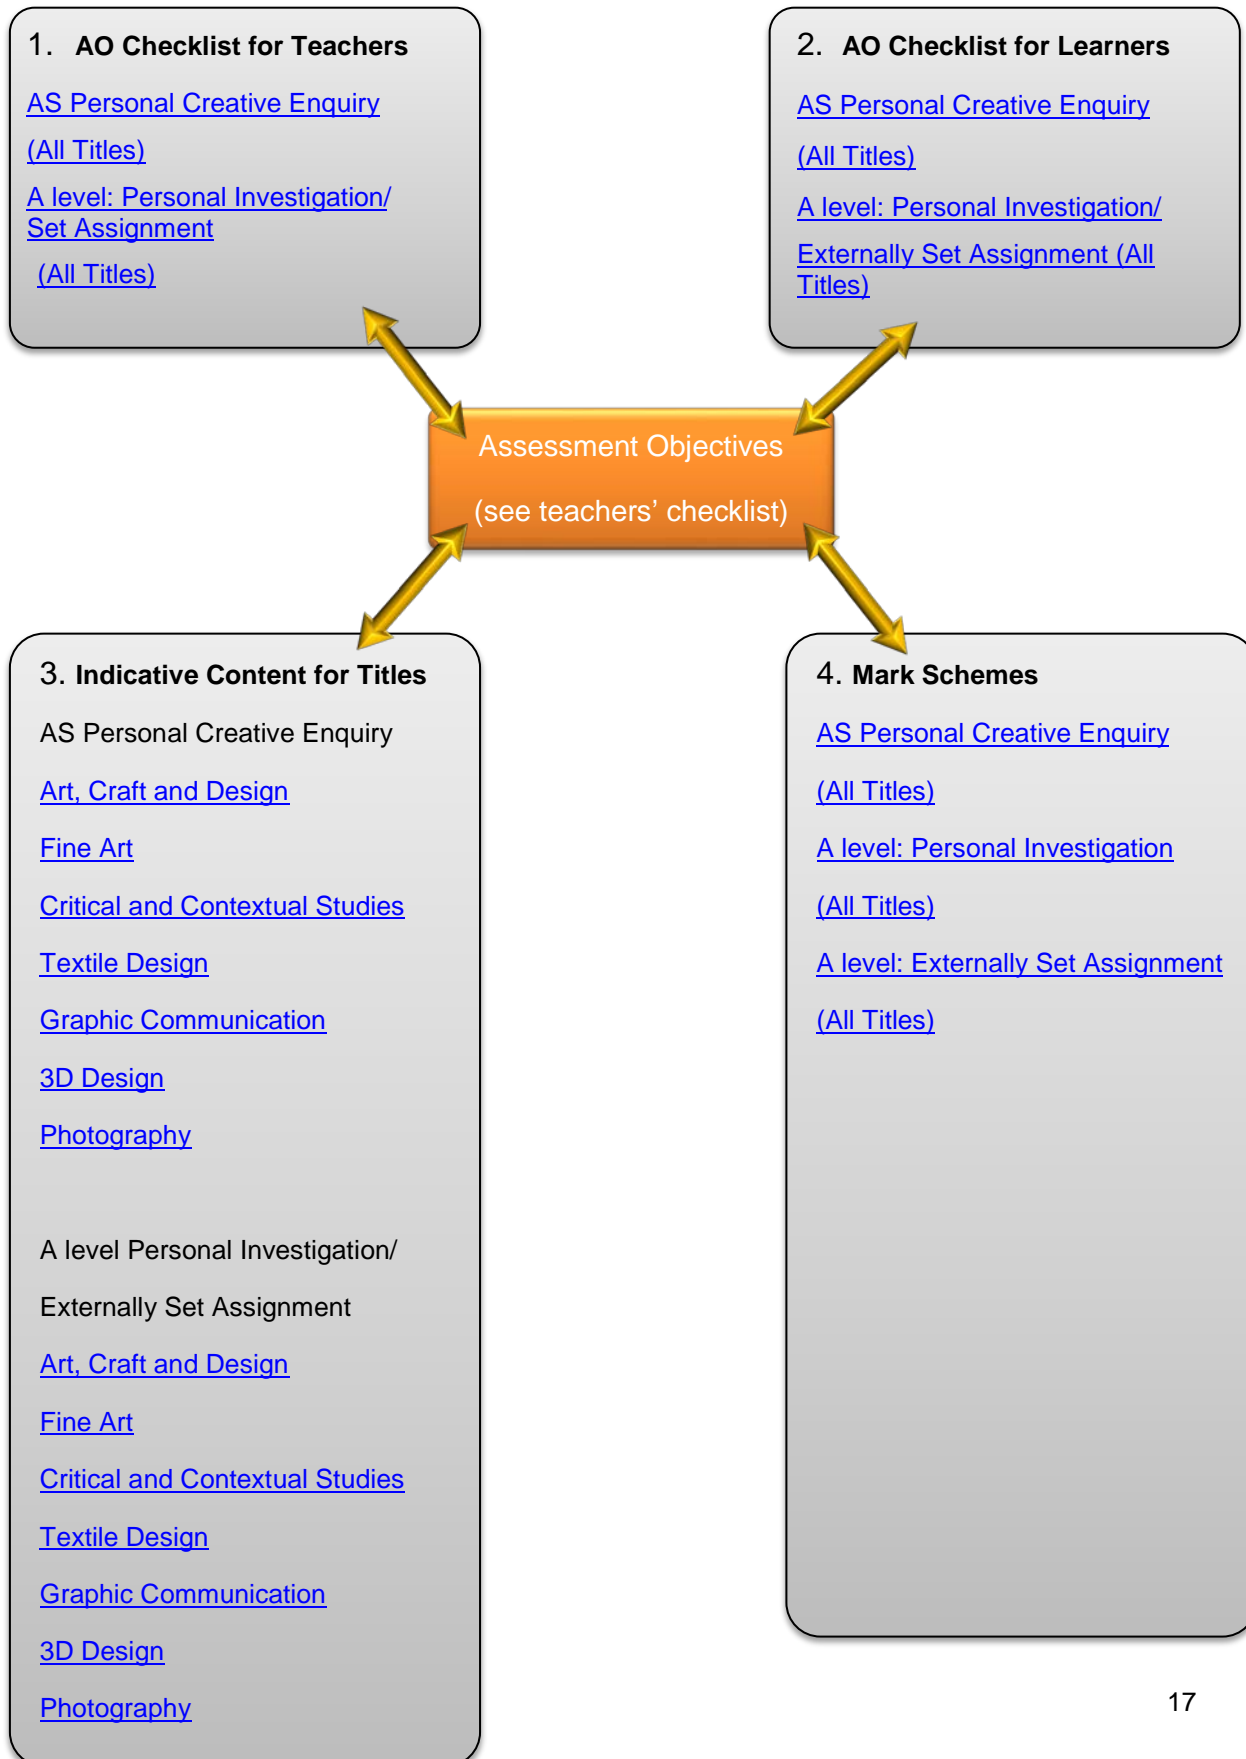 1. AO Checklist for Teachers
AS Personal Creative Enquiry
(All Titles)
A level: Personal Investigation/
Set Assignment
(All Titles)
2. AO Checklist for Learners
AS Personal Creative Enquiry
(All Titles)
A level: Personal Investigation/
Externally Set Assignment (All
Titles)
Assessment Objectives
(see teachers’ checklist)
3. Indicative Content for Titles
AS Personal Creative Enquiry
Art, Craft and Design
Fine Art
Critical and Contextual Studies
Textile Design
Graphic Communication
3D Design
Photography
A level Personal Investigation/
Externally Set Assignment
Art, Craft and Design
Fine Art
Critical and Contextual Studies
Textile Design
Graphic Communication
3D Design
Photography
4. Mark Schemes
AS Personal Creative Enquiry
(All Titles)
A level: Personal Investigation
(All Titles)
A level: Externally Set Assignment
(All Titles)
17